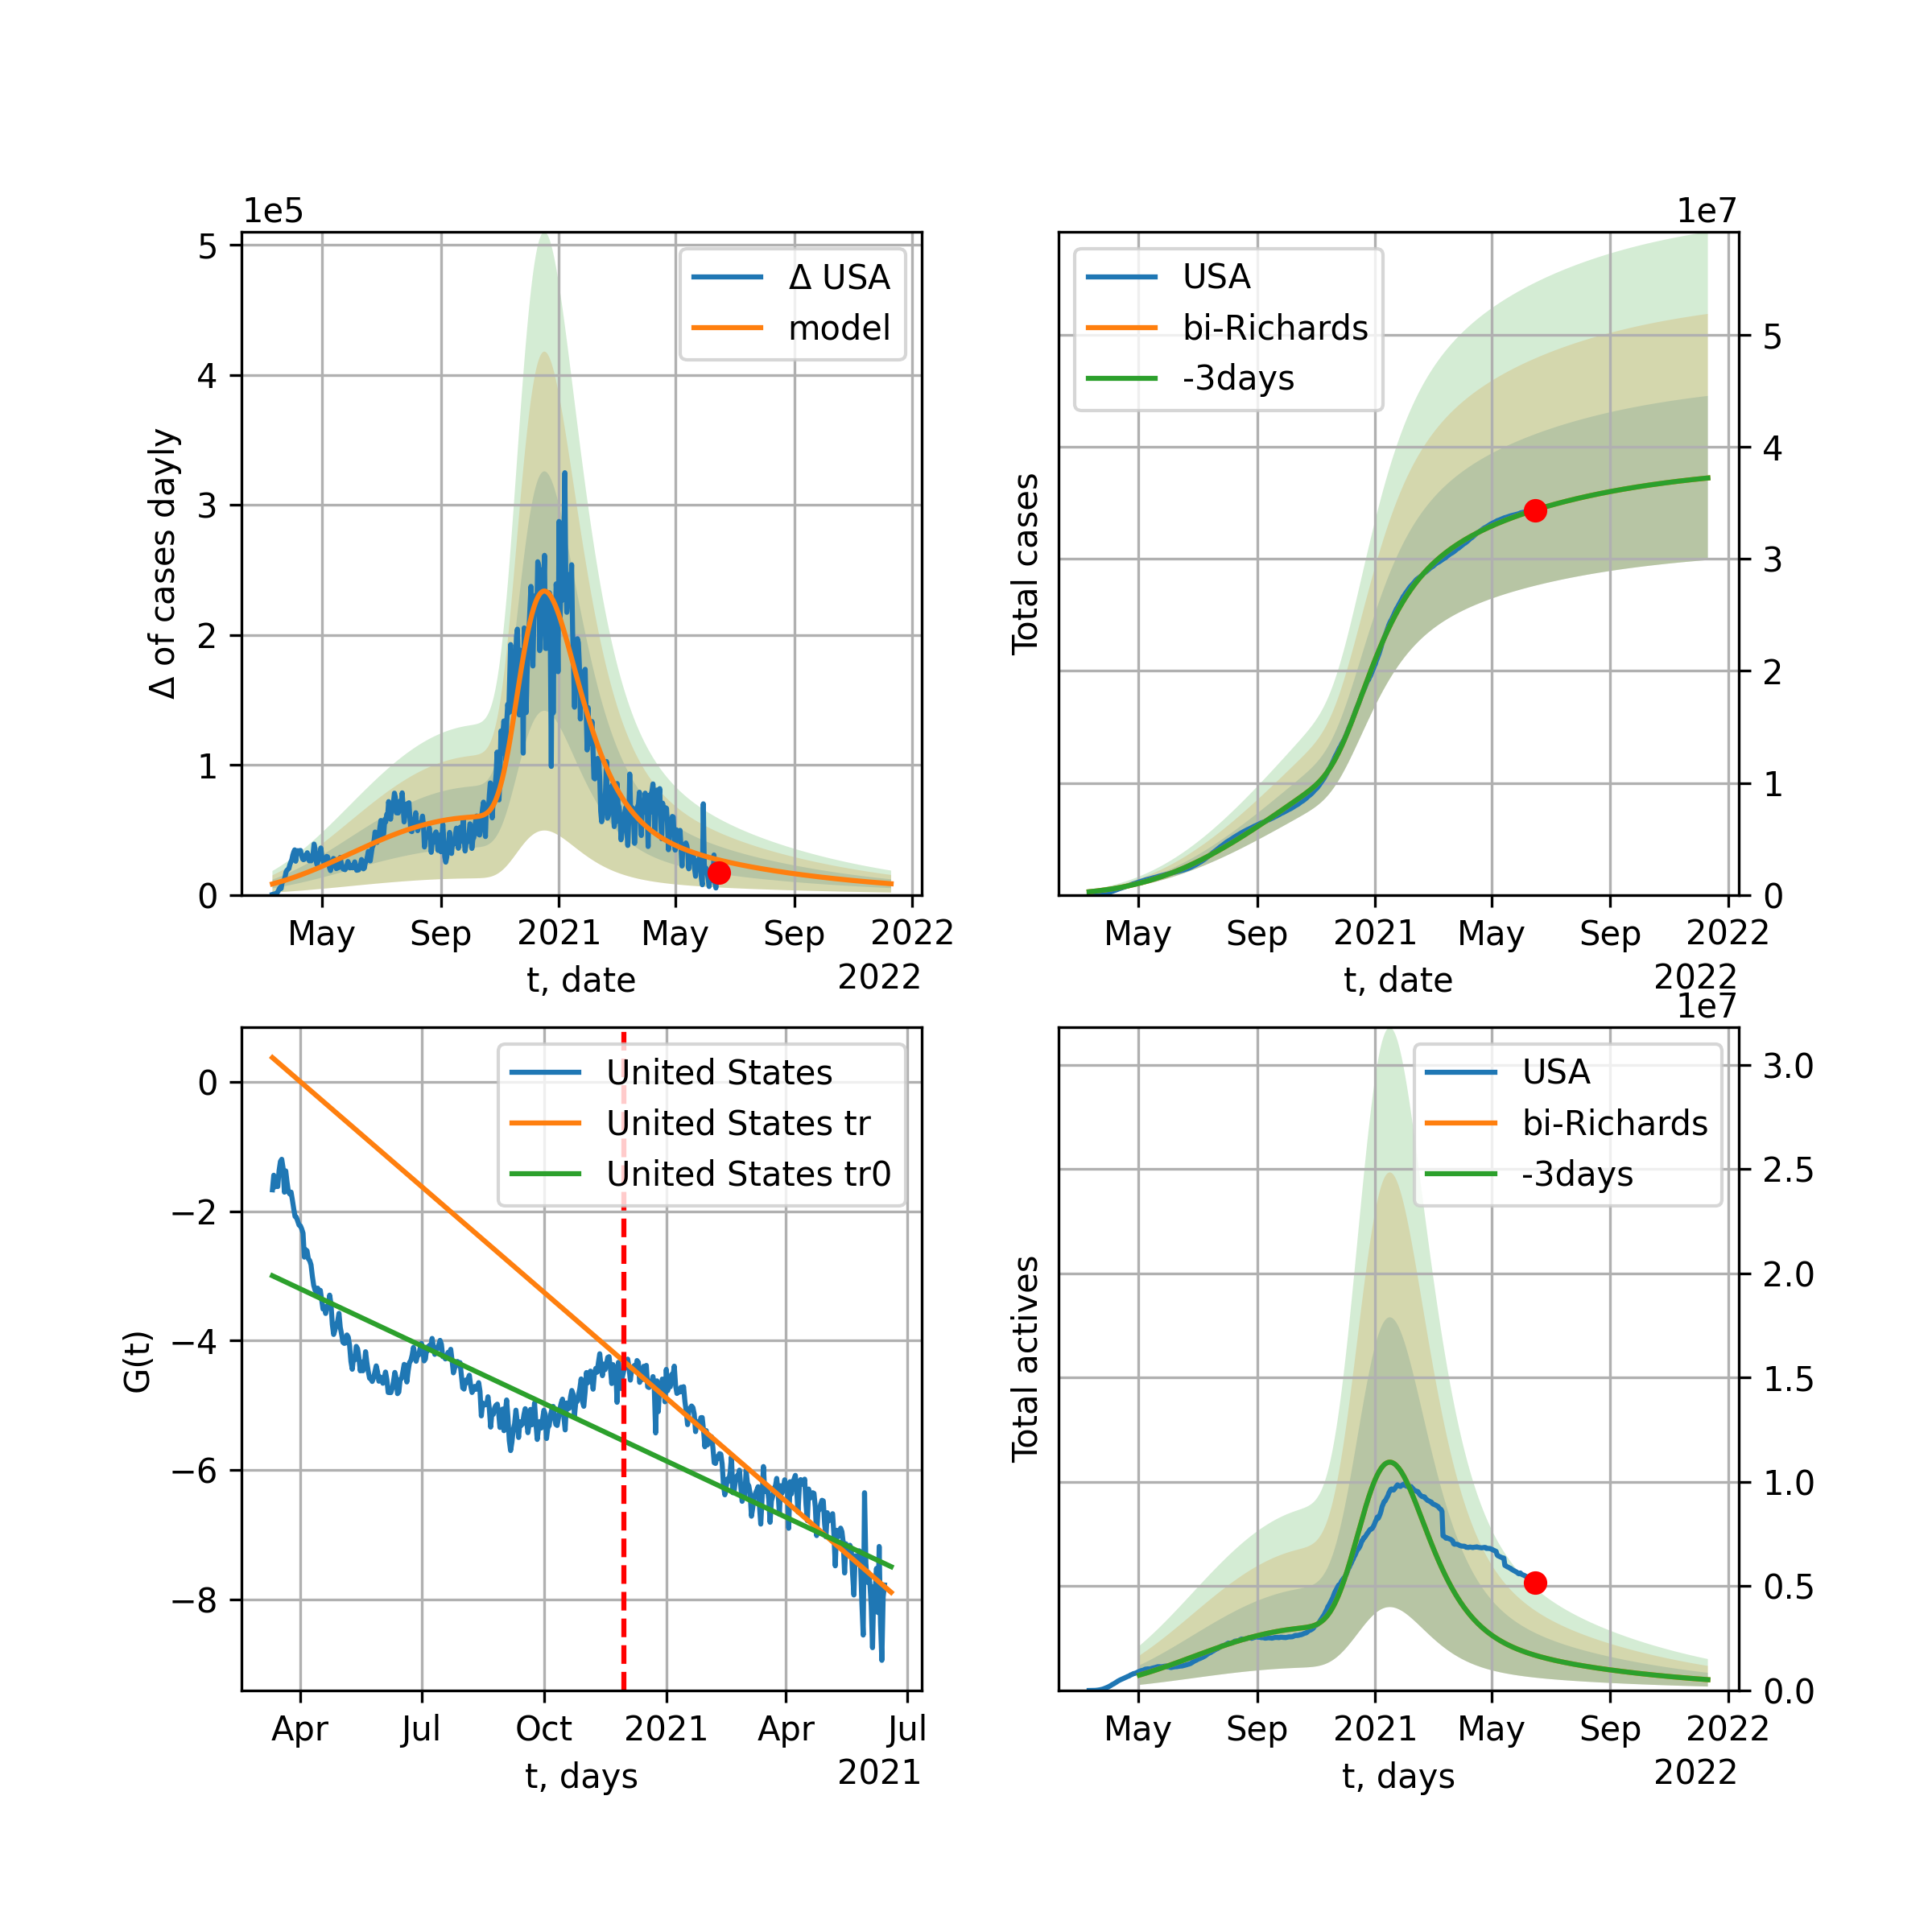 1e5
5
4
3
2
1
0
Δ of cases dayly
Δ USA
model
May Sep 2021 May Sep 2022
t, date
2022
1e7
USA
bi-Richards
-3days
Total cases
5
4
3
2
1
0
May Sep 2021 May Sep 2022
t, date
2022
0
−2
−4
−6
−8
G(t)
United States
United States tr
United States tr0
Apr Jul Oct 2021 Apr Jul
t, days
2021
1e7
USA
bi-Richards
-3days
Total actives
3.0
2.5
2.0
1.5
1.0
0.5
0.0
May Sep 2021 May Sep 2022
t, days
2022